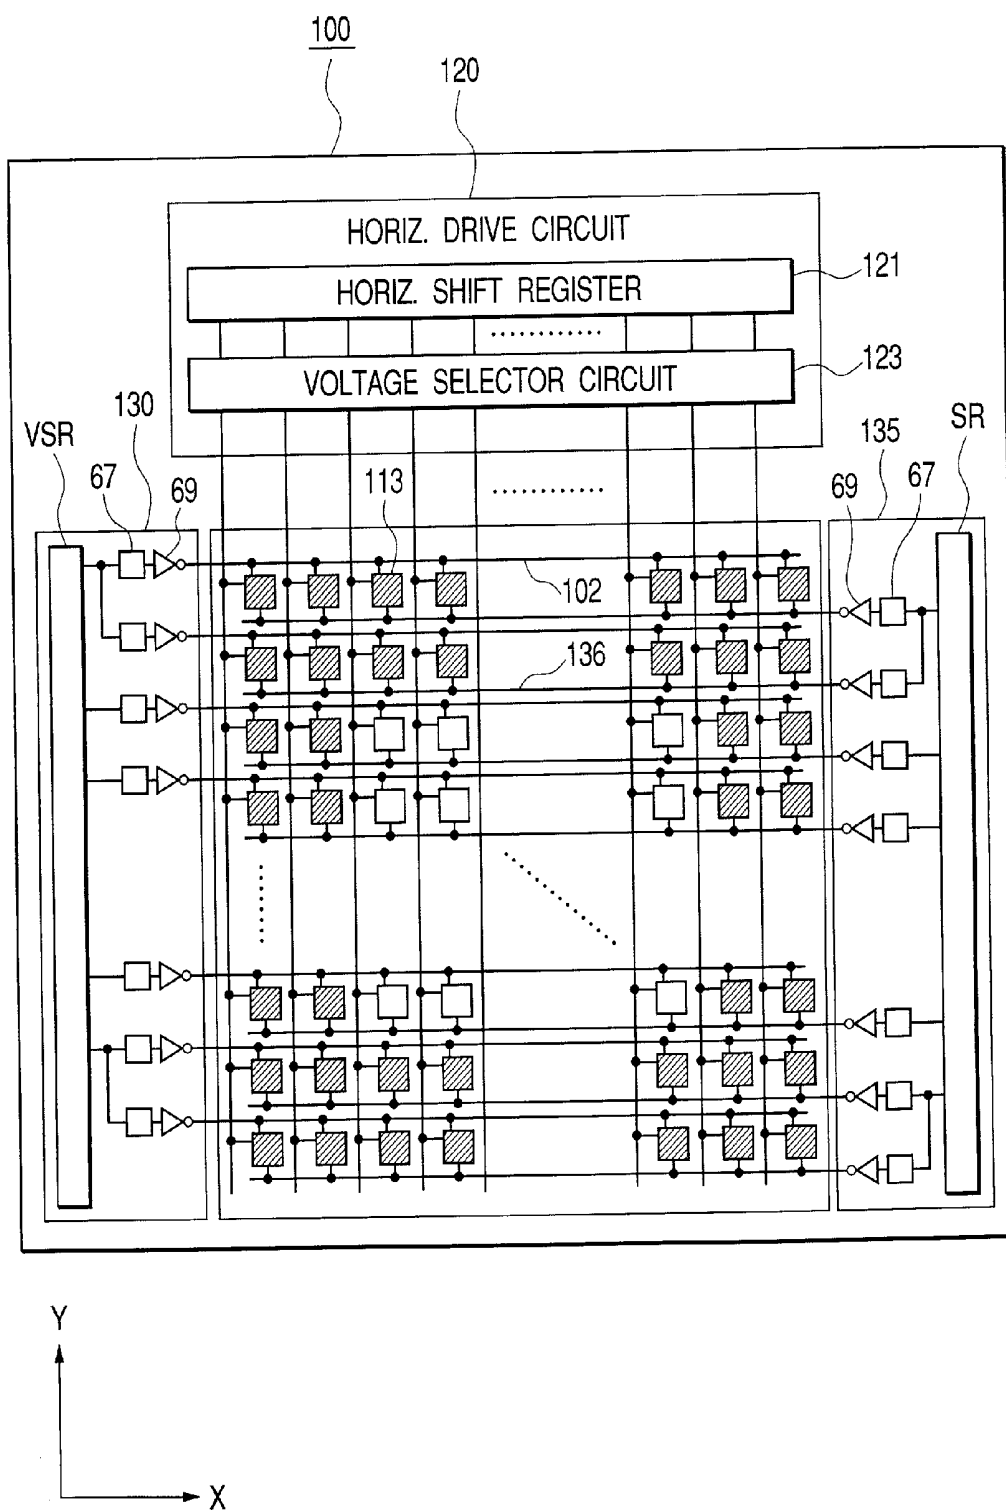 100
120
HORIZ. DRIVE CIRCUIT
HORIZ. SHIFT REGISTER
121
VOLTAGE SELECTOR CIRCUIT
123
VSR
130
67
69
113
69
135
67
SR
102
136
Y
X